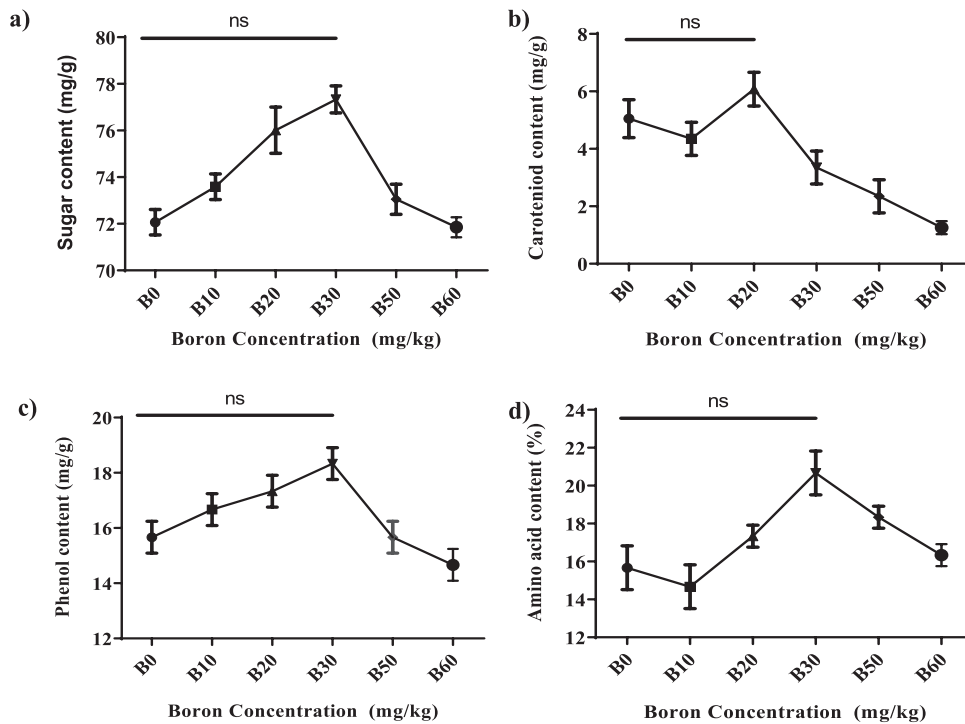 a)
ns
Sugar content (mg/g)
80
78
76
74
72
70
B0
B10
B20
B30
B50
B60
Boron Concentration (mg/kg)
b)
ns
Caroteniod content (mg/g)
8
6
4
2
0
B0
B10
B20
B30
B50
B60
Boron Concentration (mg/kg)
c)
ns
Phenol content (mg/g)
20
18
16
14
12
B0
B10
B20
B30
B50
B60
Boron Concentration (mg/kg)
d)
ns
Amino acid content (%)
24
22
20
18
16
14
12
B0
B10
B20
B30
B50
B60
Boron Concentration (mg/kg)